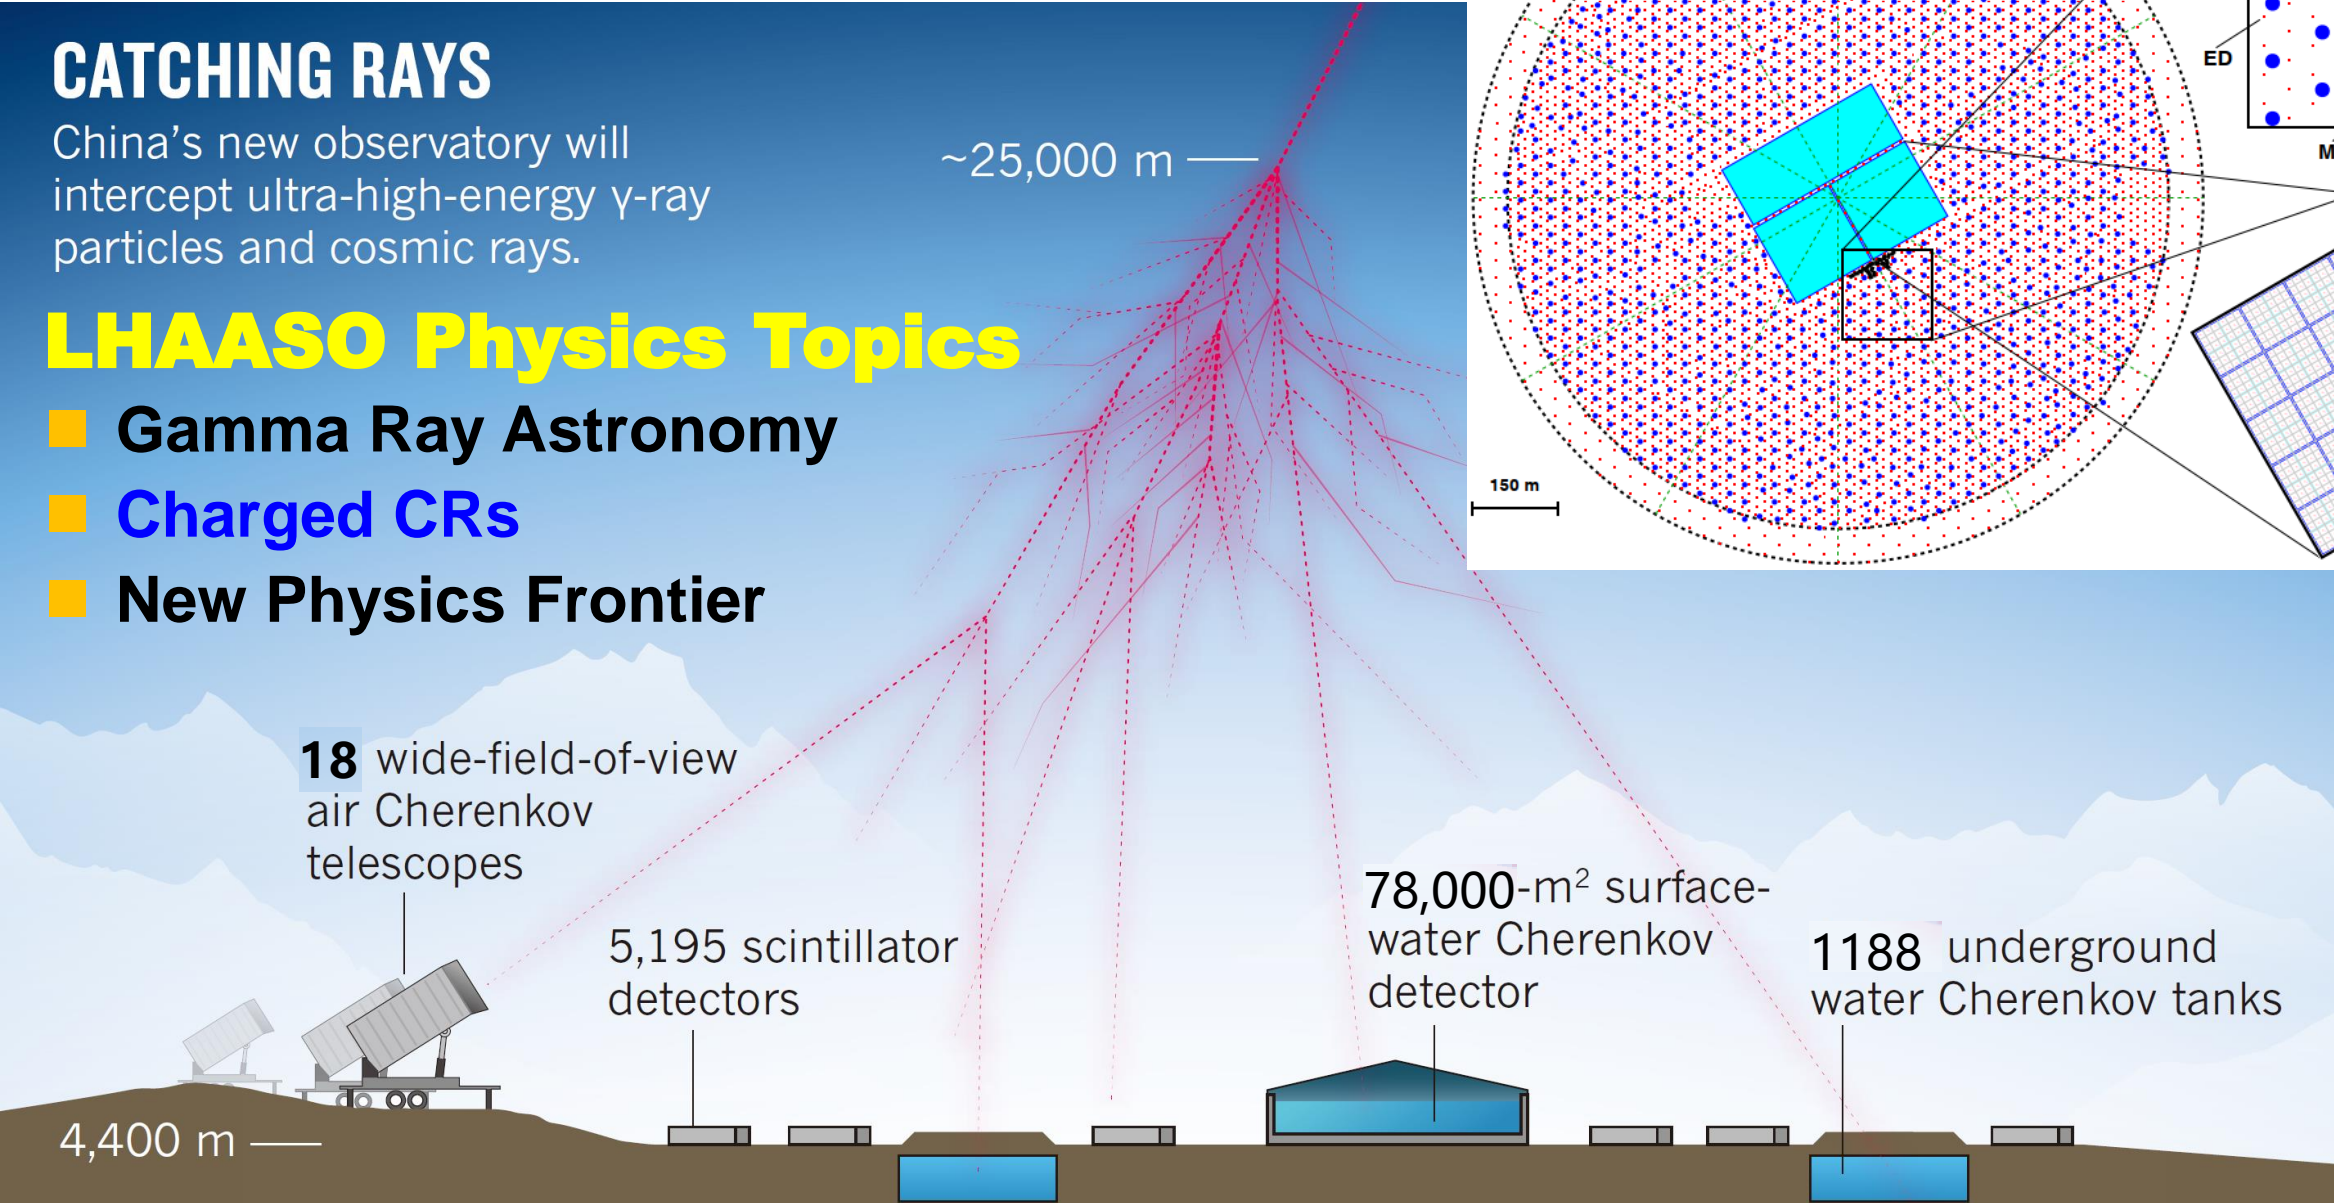 CATCHING RAYS
China's new observatory will
intercept ultra-high-energy γ-ray
particles and cosmic rays.
LHAASO Physics Topics
Gamma Ray Astronomy
Charged CRs
New Physics Frontier
~25,000 m
ED
150 m
18 wide-field-of-view
air Cherenkov
telescopes
5,195 scintillator
detectors
78,000-m² surface-
water Cherenkov
detector
1188 underground
water Cherenkov tanks
4,400 m